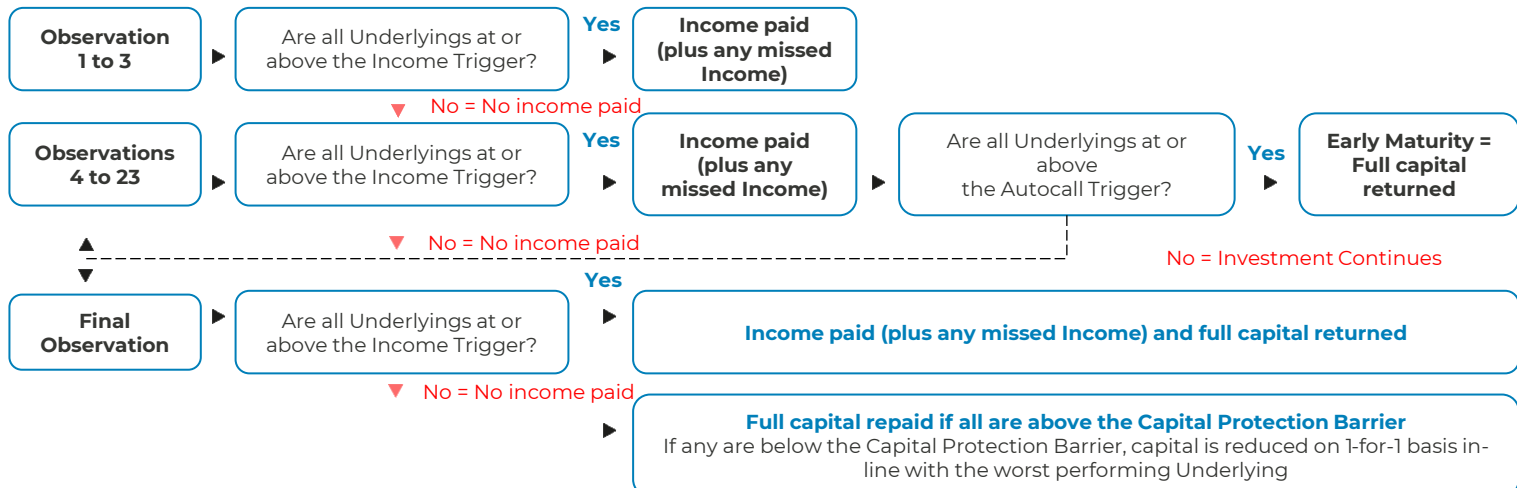 Observation
1 to 3
Are all Underlyings at or
above the Income Trigger?
Yes
Income paid
(plus any missed
Income)
No = No income paid
Observations
4 to 23
Are all Underlyings at or
above the Income Trigger?
Yes
Income paid
(plus any
missed Income)
Are all Underlyings at or
above
the Autocall Trigger?
Yes
Early Maturity =
Full capital
returned
No = No income paid
No = Investment Continues
Final
Observation
Are all Underlyings at or
above the Income Trigger?
Yes
Income paid (plus any missed Income) and full capital returned
No = No income paid
Full capital repaid if all are above the Capital Protection Barrier
If any are below the Capital Protection Barrier, capital is reduced on 1-for-1 basis in-
line with the worst performing Underlying